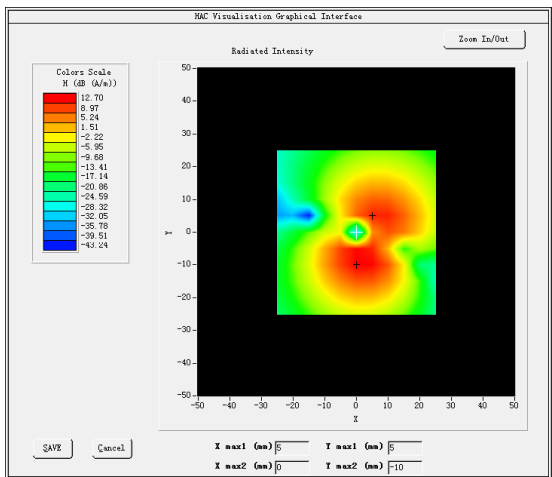 HAC Visualisation Graphical Interface
Zoom In/Out
Radiated Intensity
Colors Scale
H (dB (A/m))
12.70
8.97
5.24
1.51
-2.22
-5.95
-9.68
-13.41
-17.14
-20.86
-24.59
-28.32
-32.05
-35.78
-39.51
-43.24
50
40
30
20
10
0
-10
-20
-30
-40
-50
Y
-50 -40 -30 -20 -10 0 10 20 30 40 50
X
SAVE Cancel
X max1 (mm) 5 Y max1 (mm) 5
X max2 (mm) 0 Y max2 (mm) -10